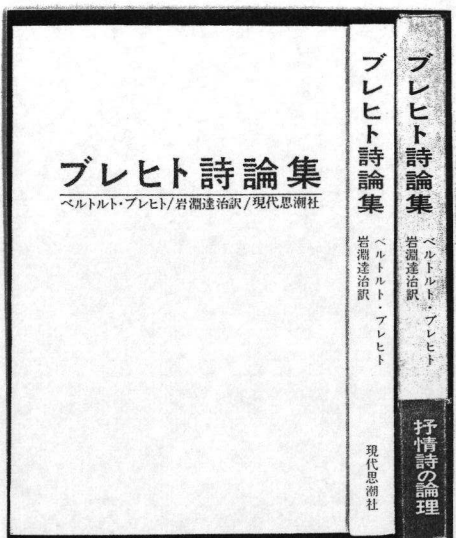 ブレヒト詩論集
ベルトルト・ブレヒト/岩淵達治訳/現代思潮社
ブレヒト詩論集
ベルトルト・ブレヒト
岩淵達治訳
現代思潮社
ブレヒト詩論集
ベルトルト・ブレヒト
岩淵達治訳
抒情詩の論理